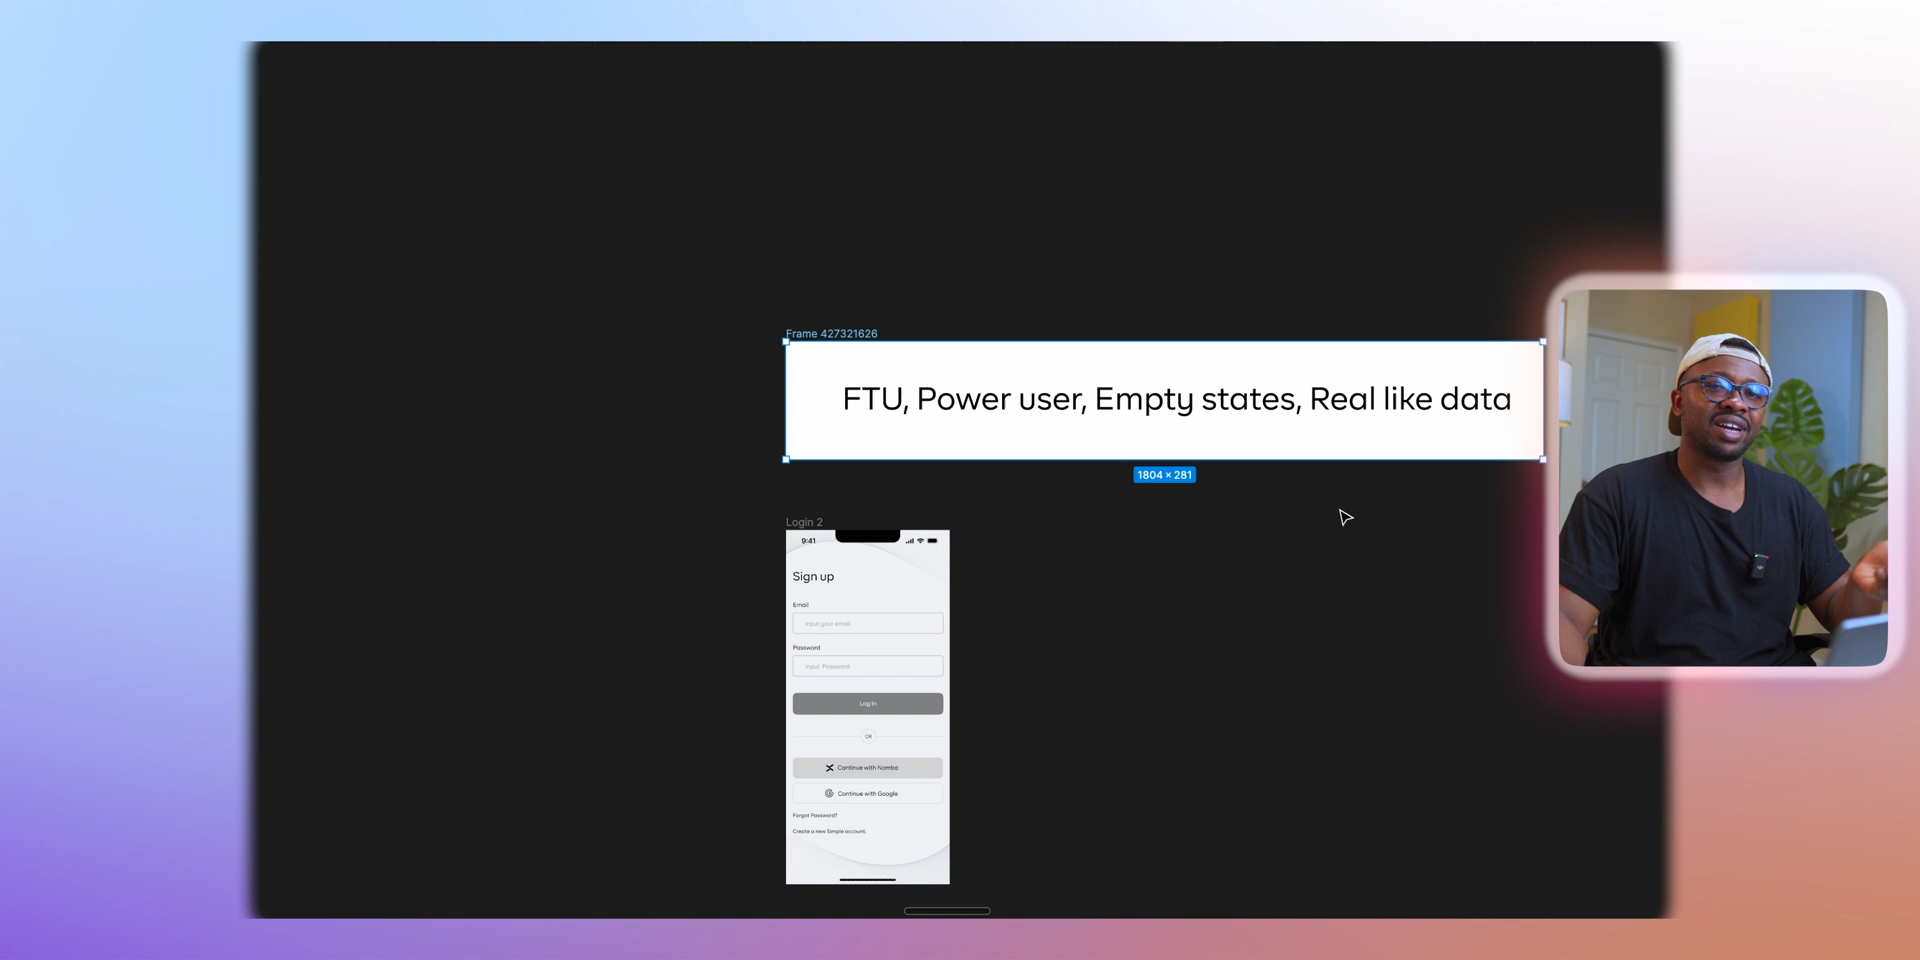 Frame 427321626
FTU, Power user, Empty states, Real like data
1804 × 281
Login 2
9:41
Sign up
Email
Input your email
Password
Input Password
Log In
OR
Continue with Nomba
Continue with Google
Forgot Password?
Create a new Simple account.